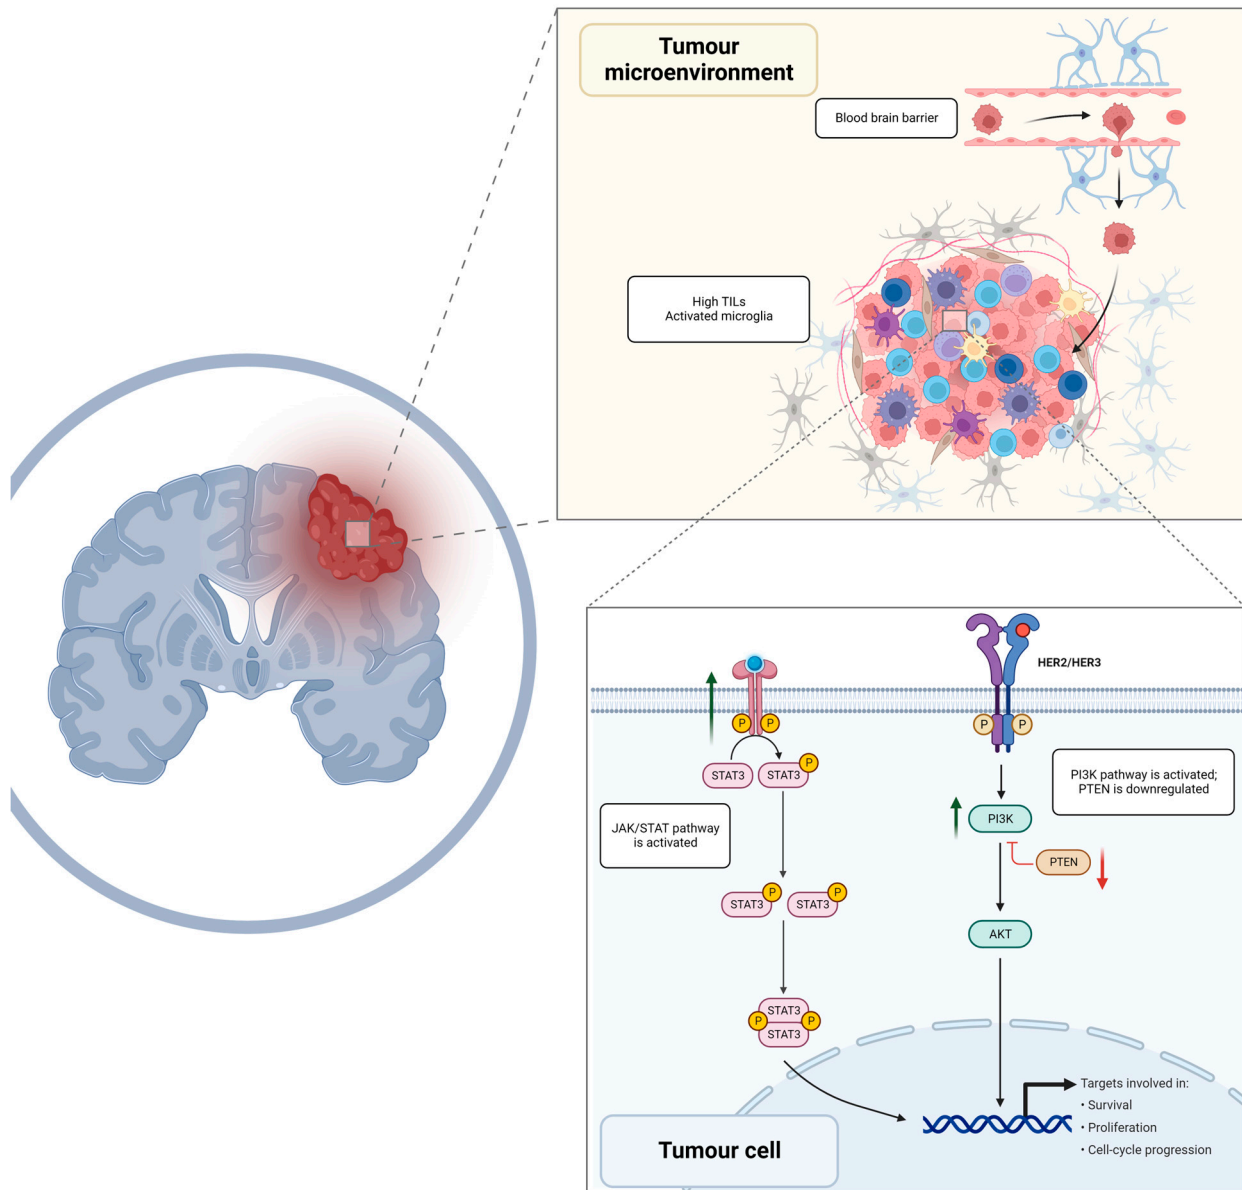 Tumour
microenvironment
Blood brain barrier
High TILs
Activated microglia
HER2/HER3
P
P
P
P
STAT3
STAT3
P
PI3K pathway is activated;
PTEN is downregulated
JAK/STAT pathway
is activated
PI3K
PTEN
STAT3
P
STAT3
P
AKT
STAT3
P
P
STAT3
Targets involved in:
• Survival
• Proliferation
• Cell-cycle progression
Tumour cell